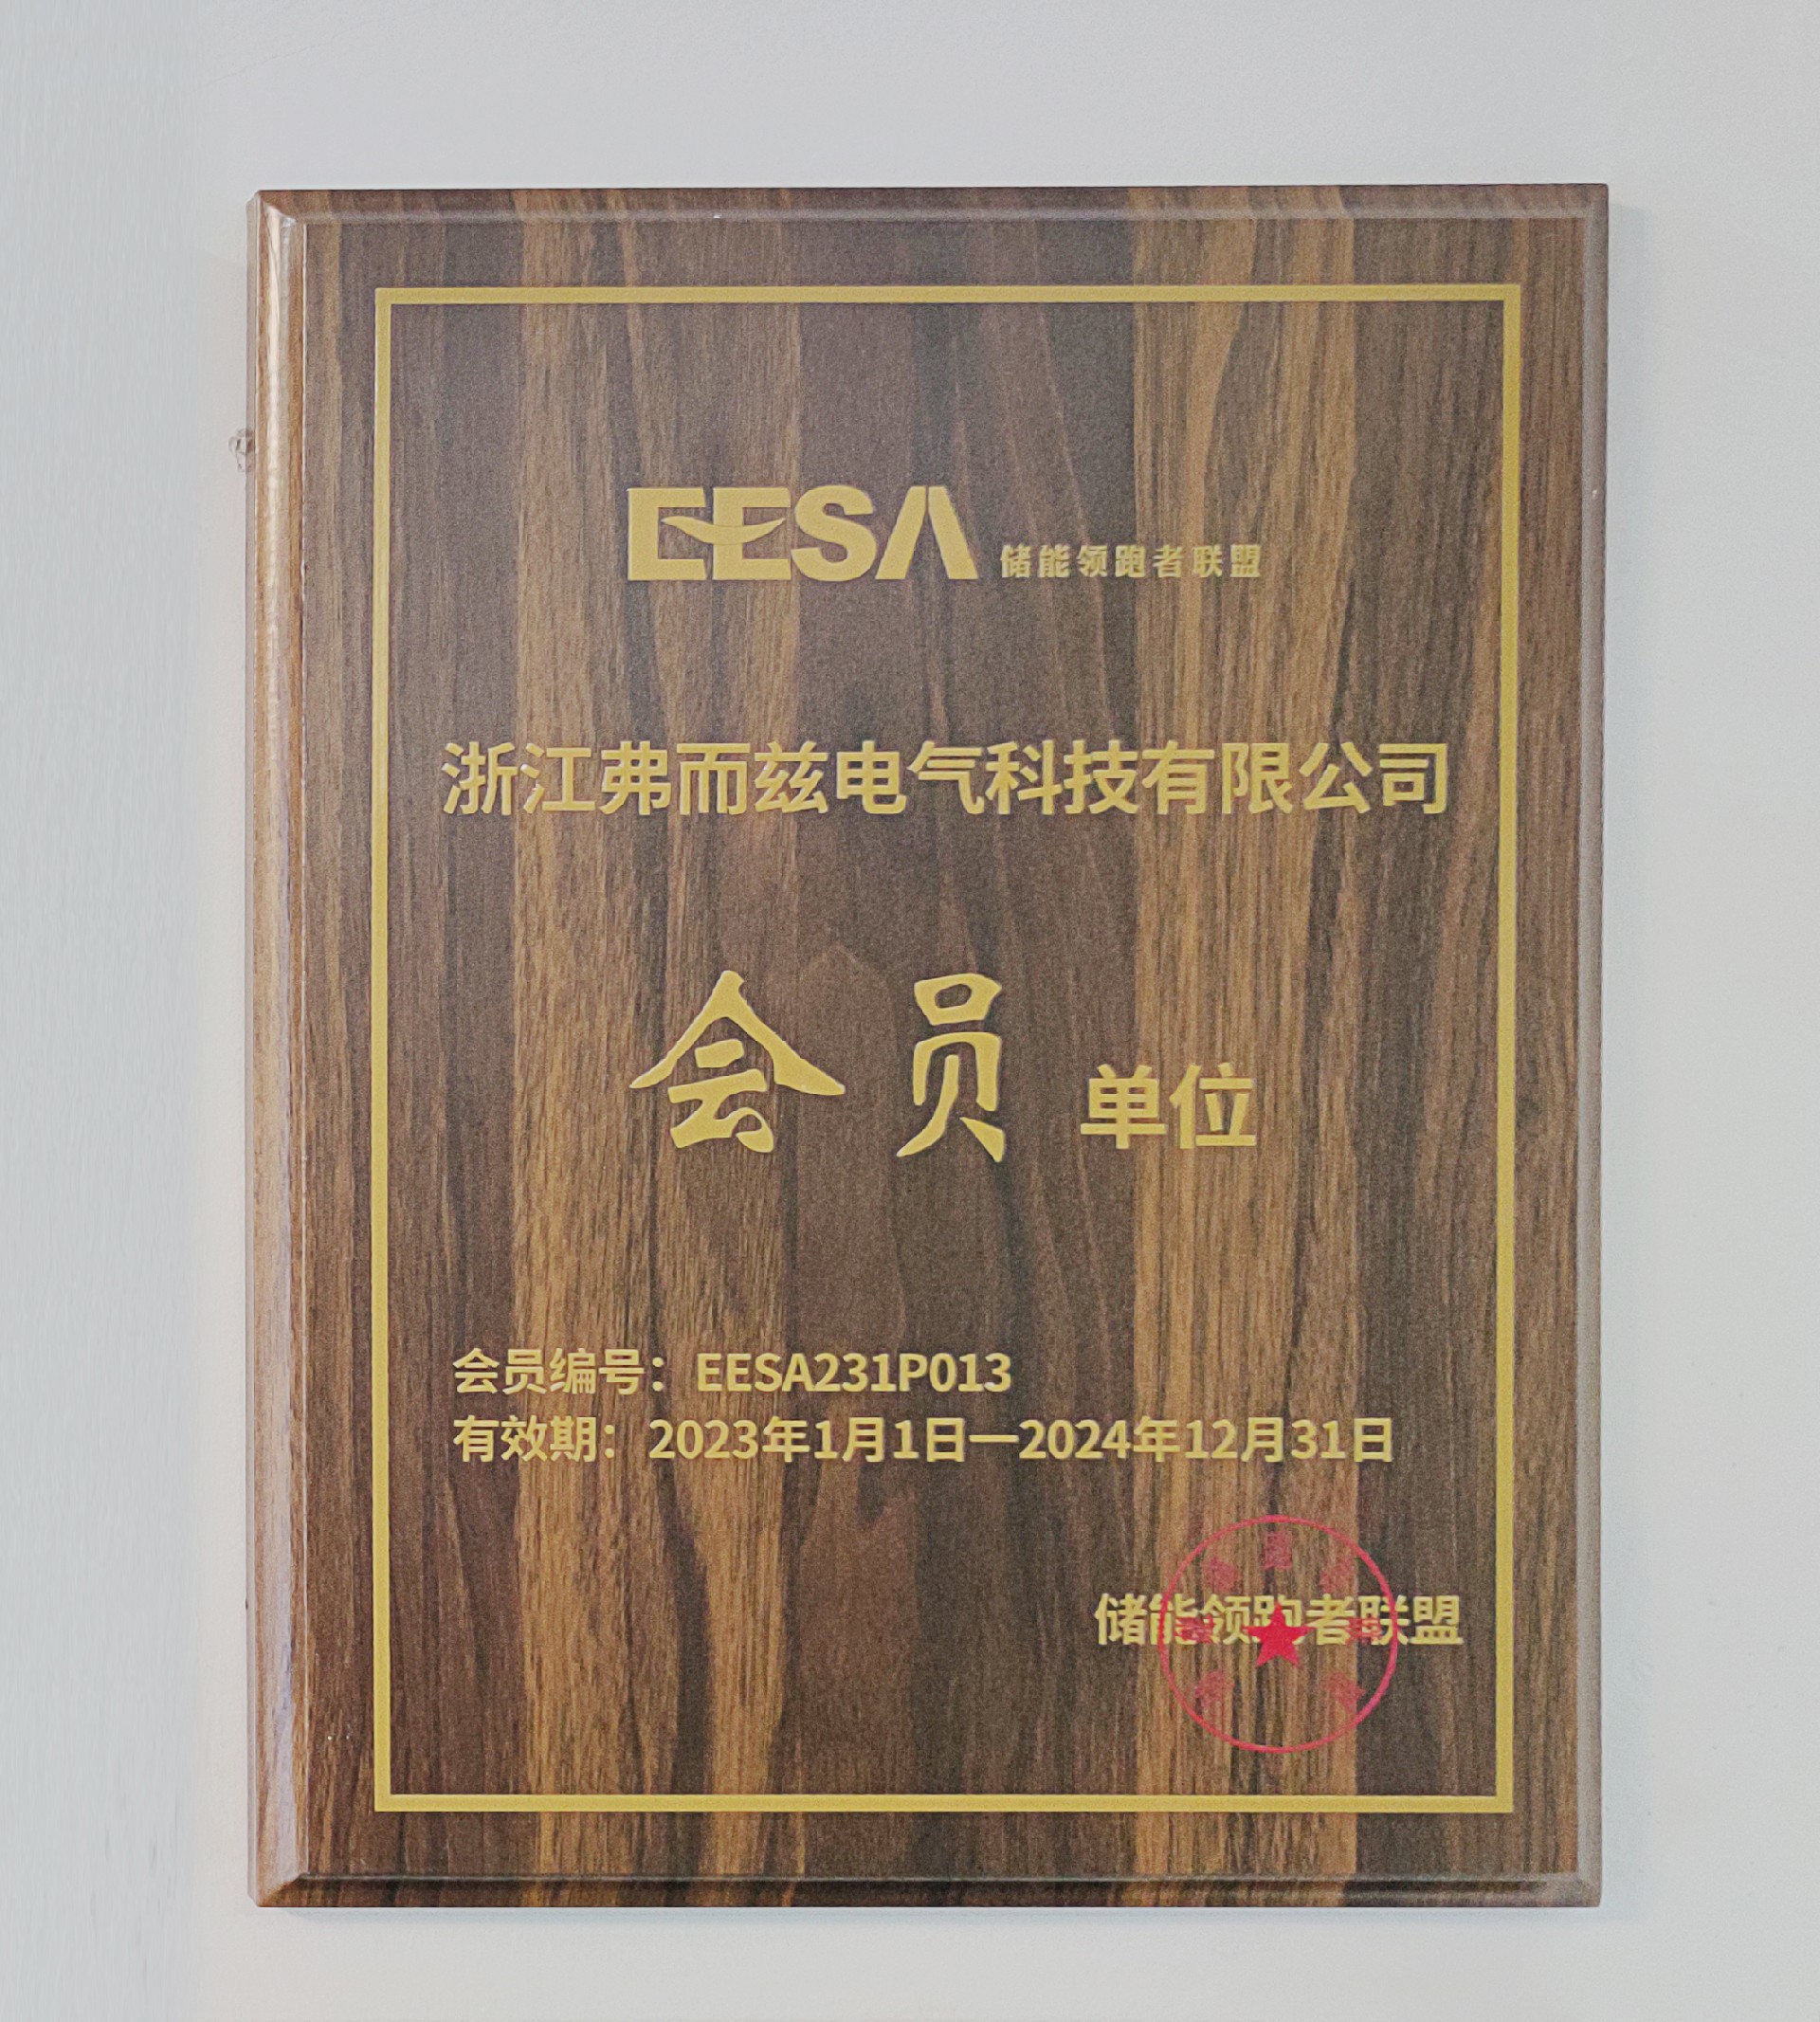 EESA 储能领跑者联盟
浙江弗而兹电气科技有限公司
会员 单位
会员编号：EESA231P013
有效期：2023年1月1日—2024年12月31日
储能领跑者联盟